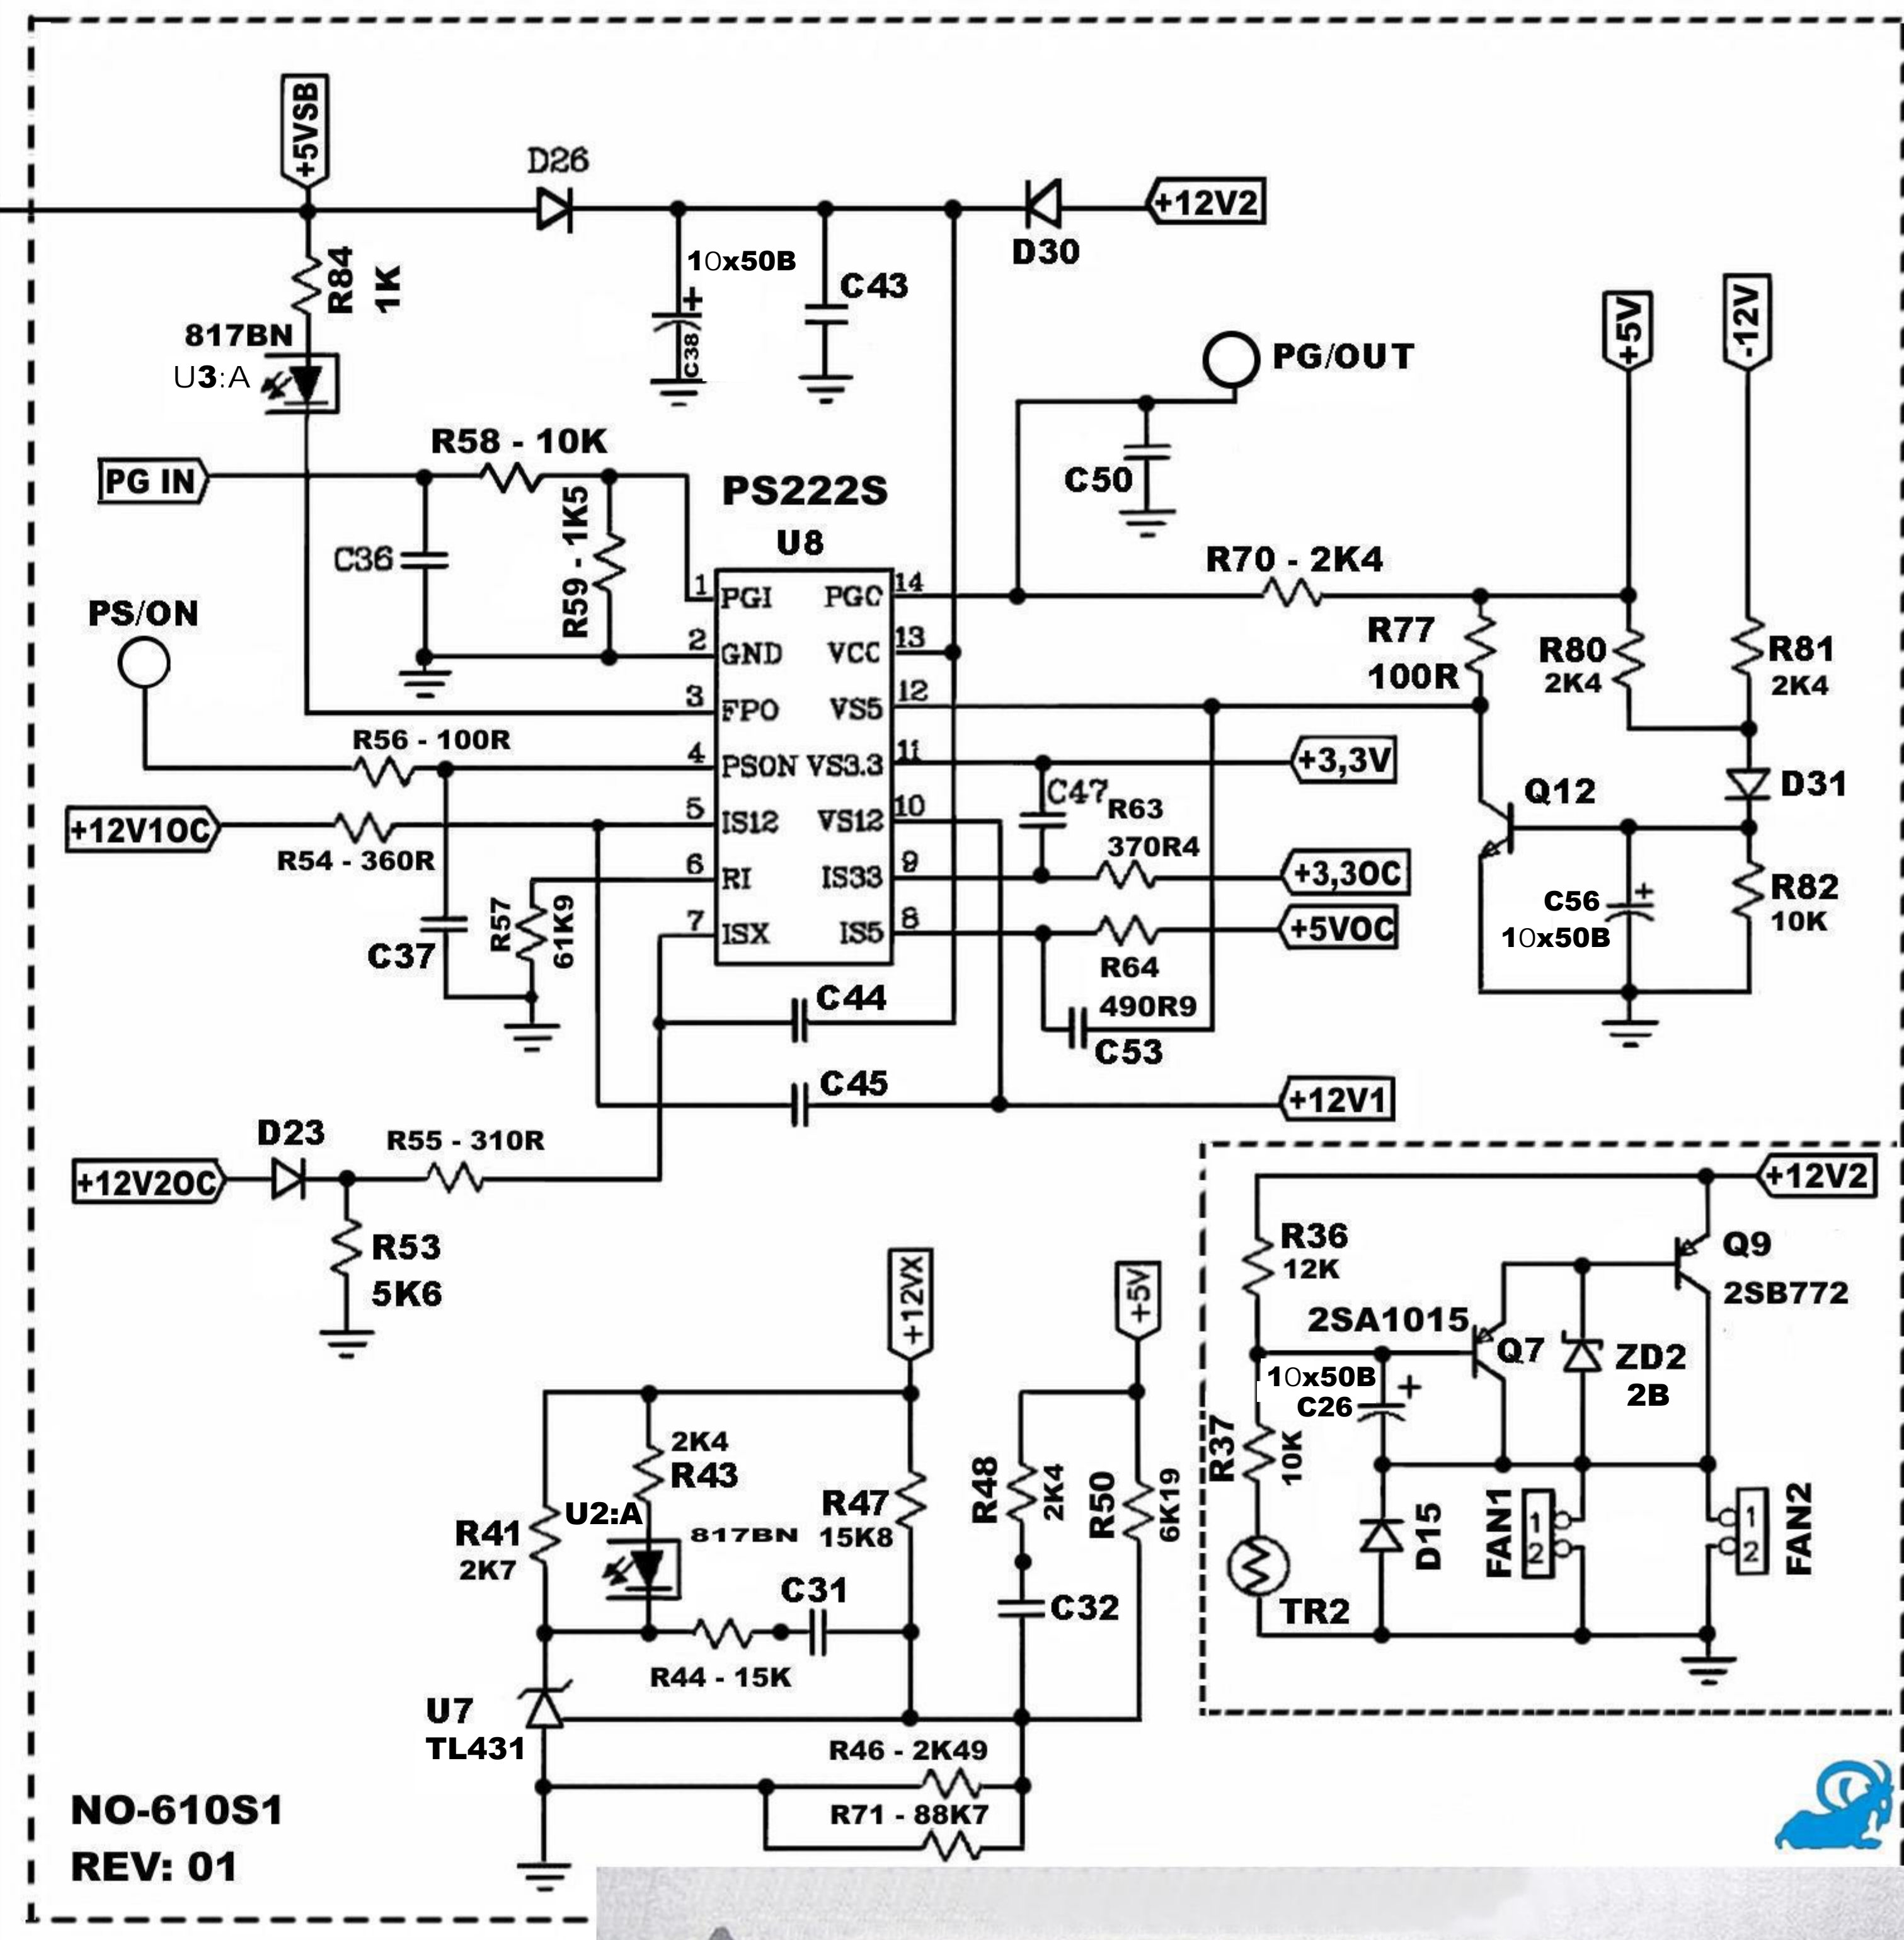 +5VSB
D26
+12V2
D30
R84
1K
10x50B
C38
+
C43
817BN
U3:A
PG/OUT
+5V
-12V
R58 - 10K
PG IN
C50
PS222S
U8
C36
R59 - 1K5
R70 - 2K4
PS/ON
1 PGI PGO 14
2 GND VCC 13
3 FPO VS5 12
4 PSON VS3.3 11
5 IS12 VS12 10
6 RI IS33 9
7 ISX IS5 8
R77
100R
R80
2K4
R81
2K4
R56 - 100R
+3,3V
C47
Q12
D31
+12V1OC
R54 - 360R
R63
370R4
+3,3OC
C56
10x50B
+
R82
10K
+5VOC
R57
61K9
C37
R64
490R9
C44
C53
C45
+12V1
D23
R55 - 310R
+12V2OC
R53
5K6
+12V2
R36
12K
Q9
2SB772
2SA1015
Q7
ZD2
2B
10x50B
C26
+
R37
10K
D15
FAN1
1
2
FAN2
1
2
TR2
+12VX
+5V
2K4
R43
U2:A
817BN
R41
2K7
R47
15K8
R48
2K4
R50
6K19
C31
C32
R44 - 15K
U7
TL431
R46 - 2K49
R71 - 88K7
NO-610S1
REV: 01